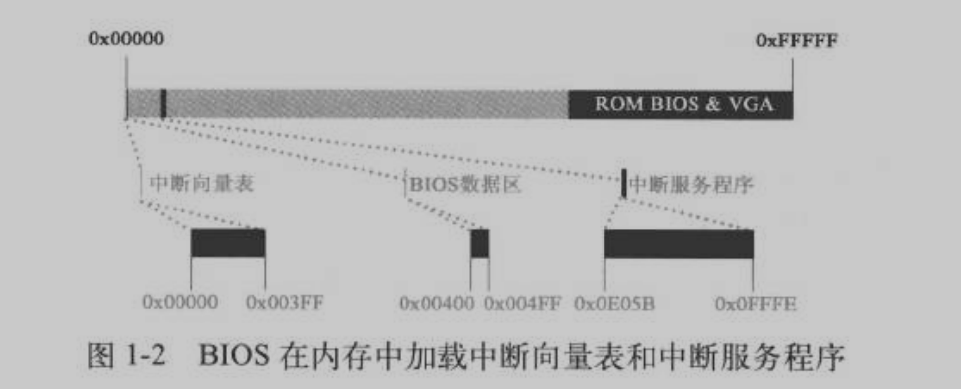 0x00000 0xFFFFF
ROM BIOS & VGA
中断向量表 BIOS数据区 中断服务程序
0x00000 0x003FF 0x00400 0x004FF 0x0E05B 0x0FFFE
图 1-2 BIOS 在内存中加载中断向量表和中断服务程序